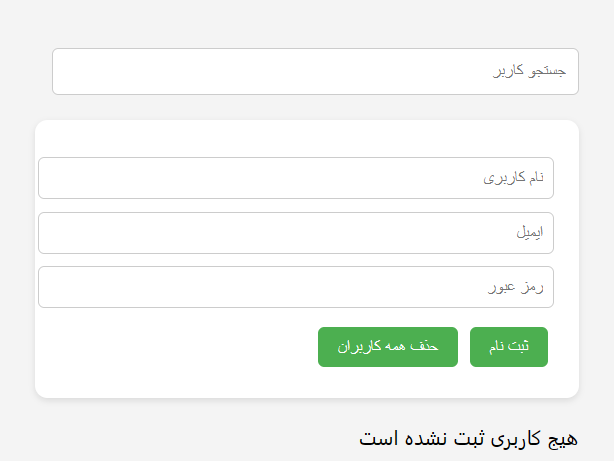 جستجو کاربر
نام کاربری
ایمیل
رمز عبور
ثبت نام
حذف همه کاربران
هیچ کاربری ثبت نشده است